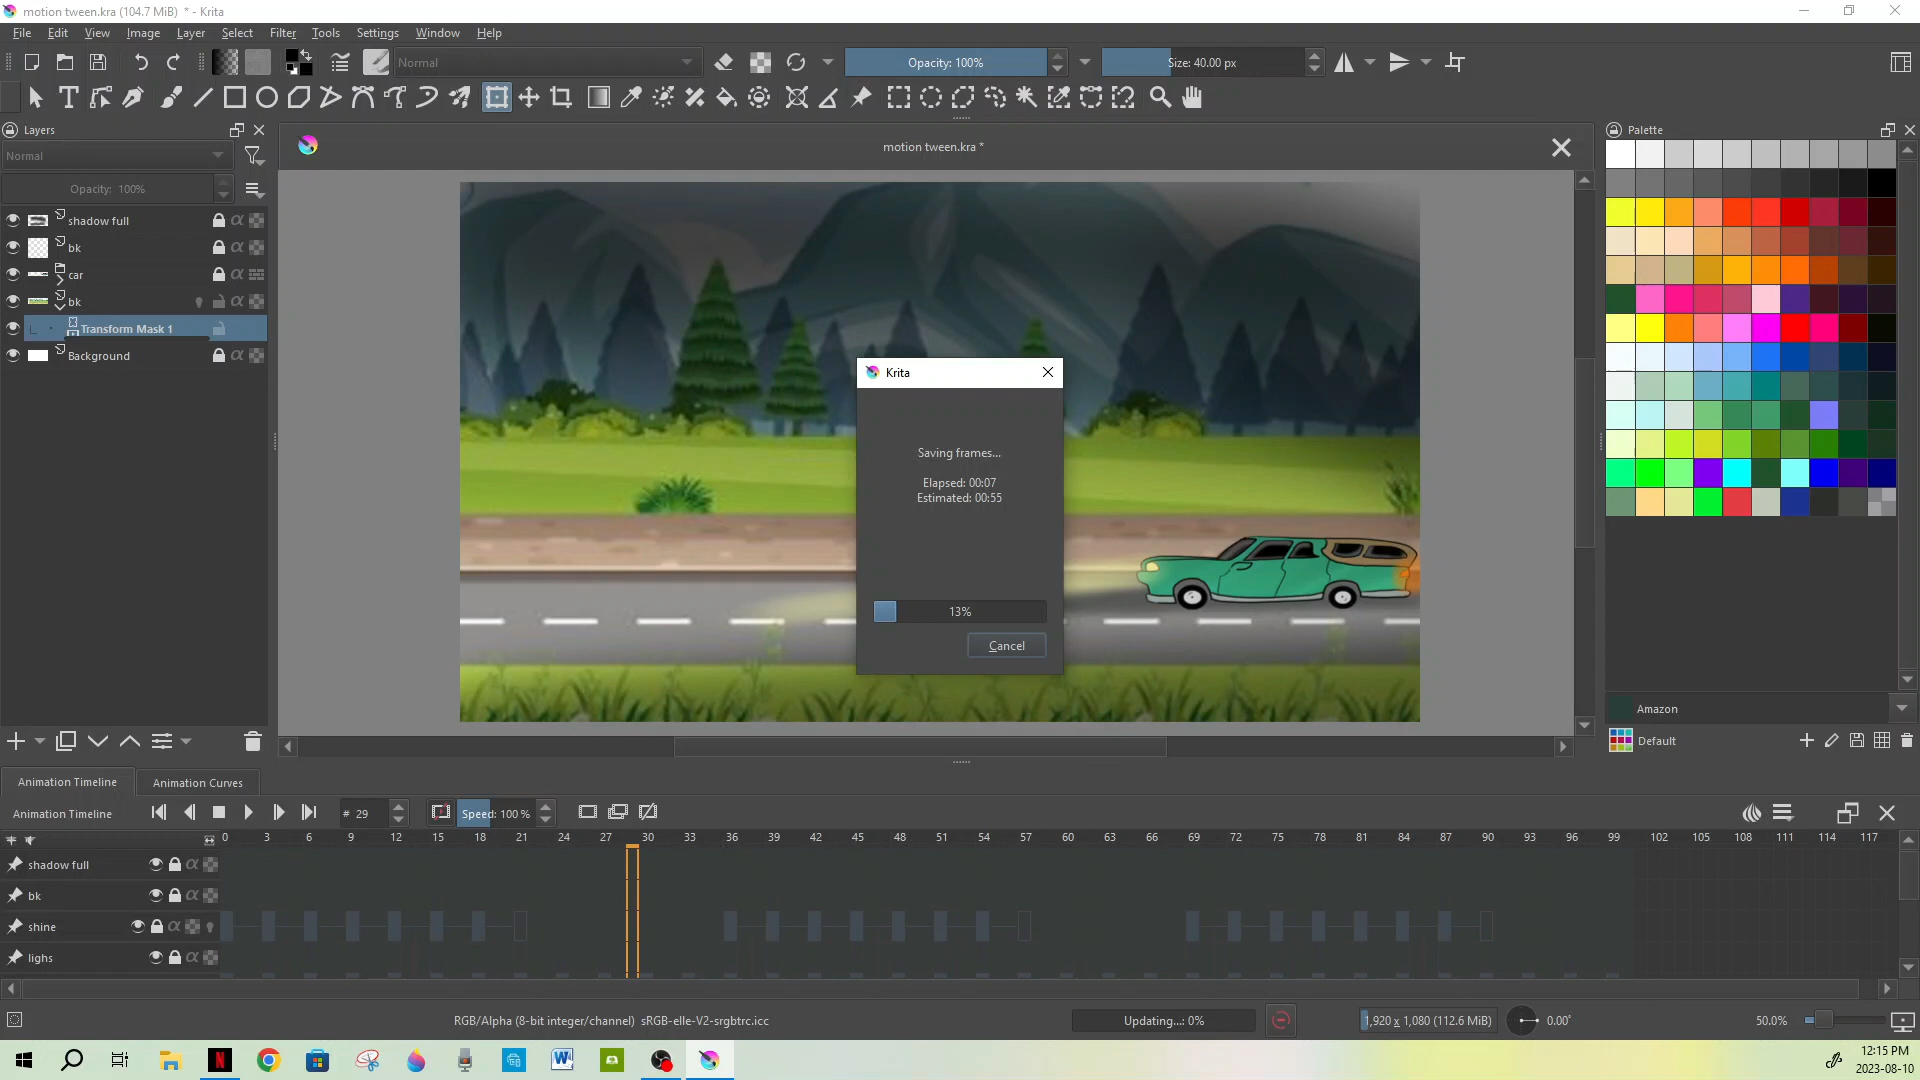 motion tween.kra (104.7 MiB) * - Krita
File Edit View Image Layer Select Filter Tools Settings Window Help
Normal Opacity: 100% Size: 40.00 px
Layers
Normal
Opacity: 100%
shadow full
bk
car
bk
Transform Mask 1
Background
motion tween.kra *
Palette
Krita
Saving frames...
Elapsed: 00:07
Estimated: 00:55
13%
Cancel
Amazon
Default
Animation Timeline Animation Curves
Animation Timeline # 29 Speed: 100 %
0 3 6 9 12 15 18 21 24 27 30 33 36 39 42 45 48 51 54 57 60 63 66 69 72 75 78 81 84 87 90 93 96 99 102 105 108 111 114 117
shadow full
bk
shine
lighs
RGB/Alpha (8-bit integer/channel) sRGB-elle-V2-srgbtrc.icc Updating...: 0% 1,920 x 1,080 (112.6 MiB) 0.00° 50.0%
12:15 PM
2023-08-10